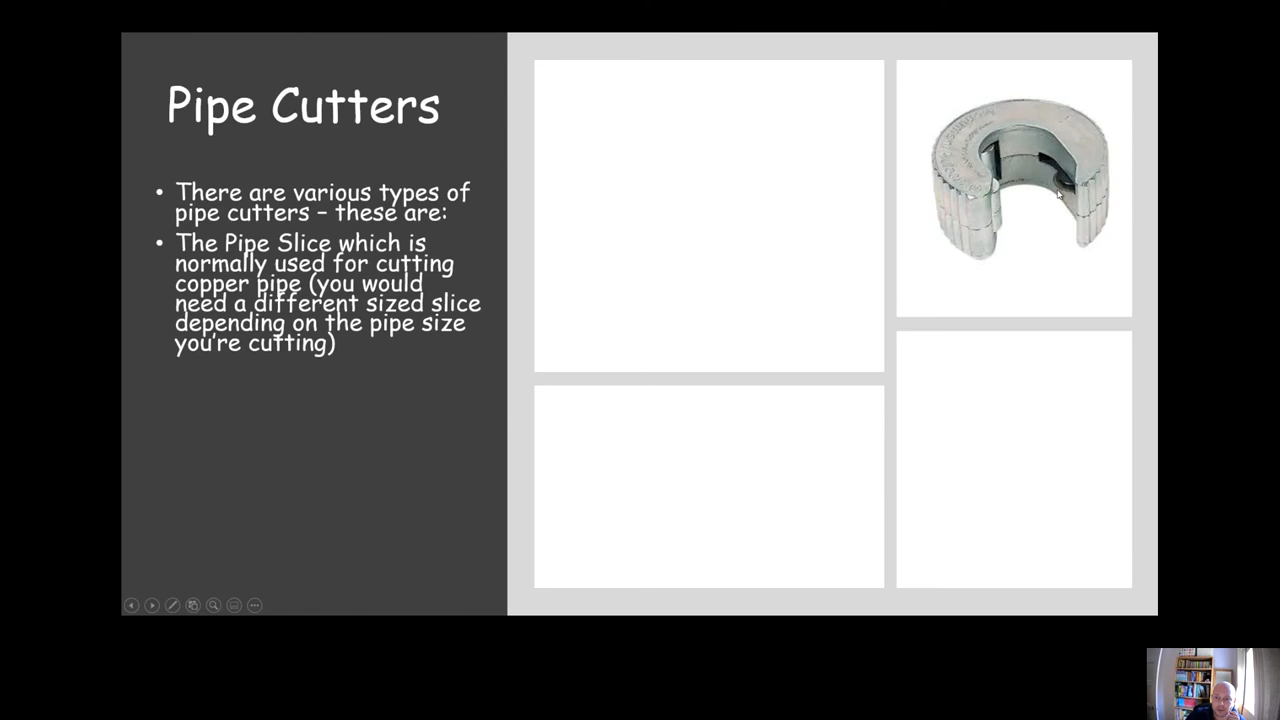 Pipe Cutters
• There are various types of
pipe cutters – these are:
• The Pipe Slice which is
normally used for cutting
copper pipe (you would
need a different sized slice
depending on the pipe size
you're cutting)